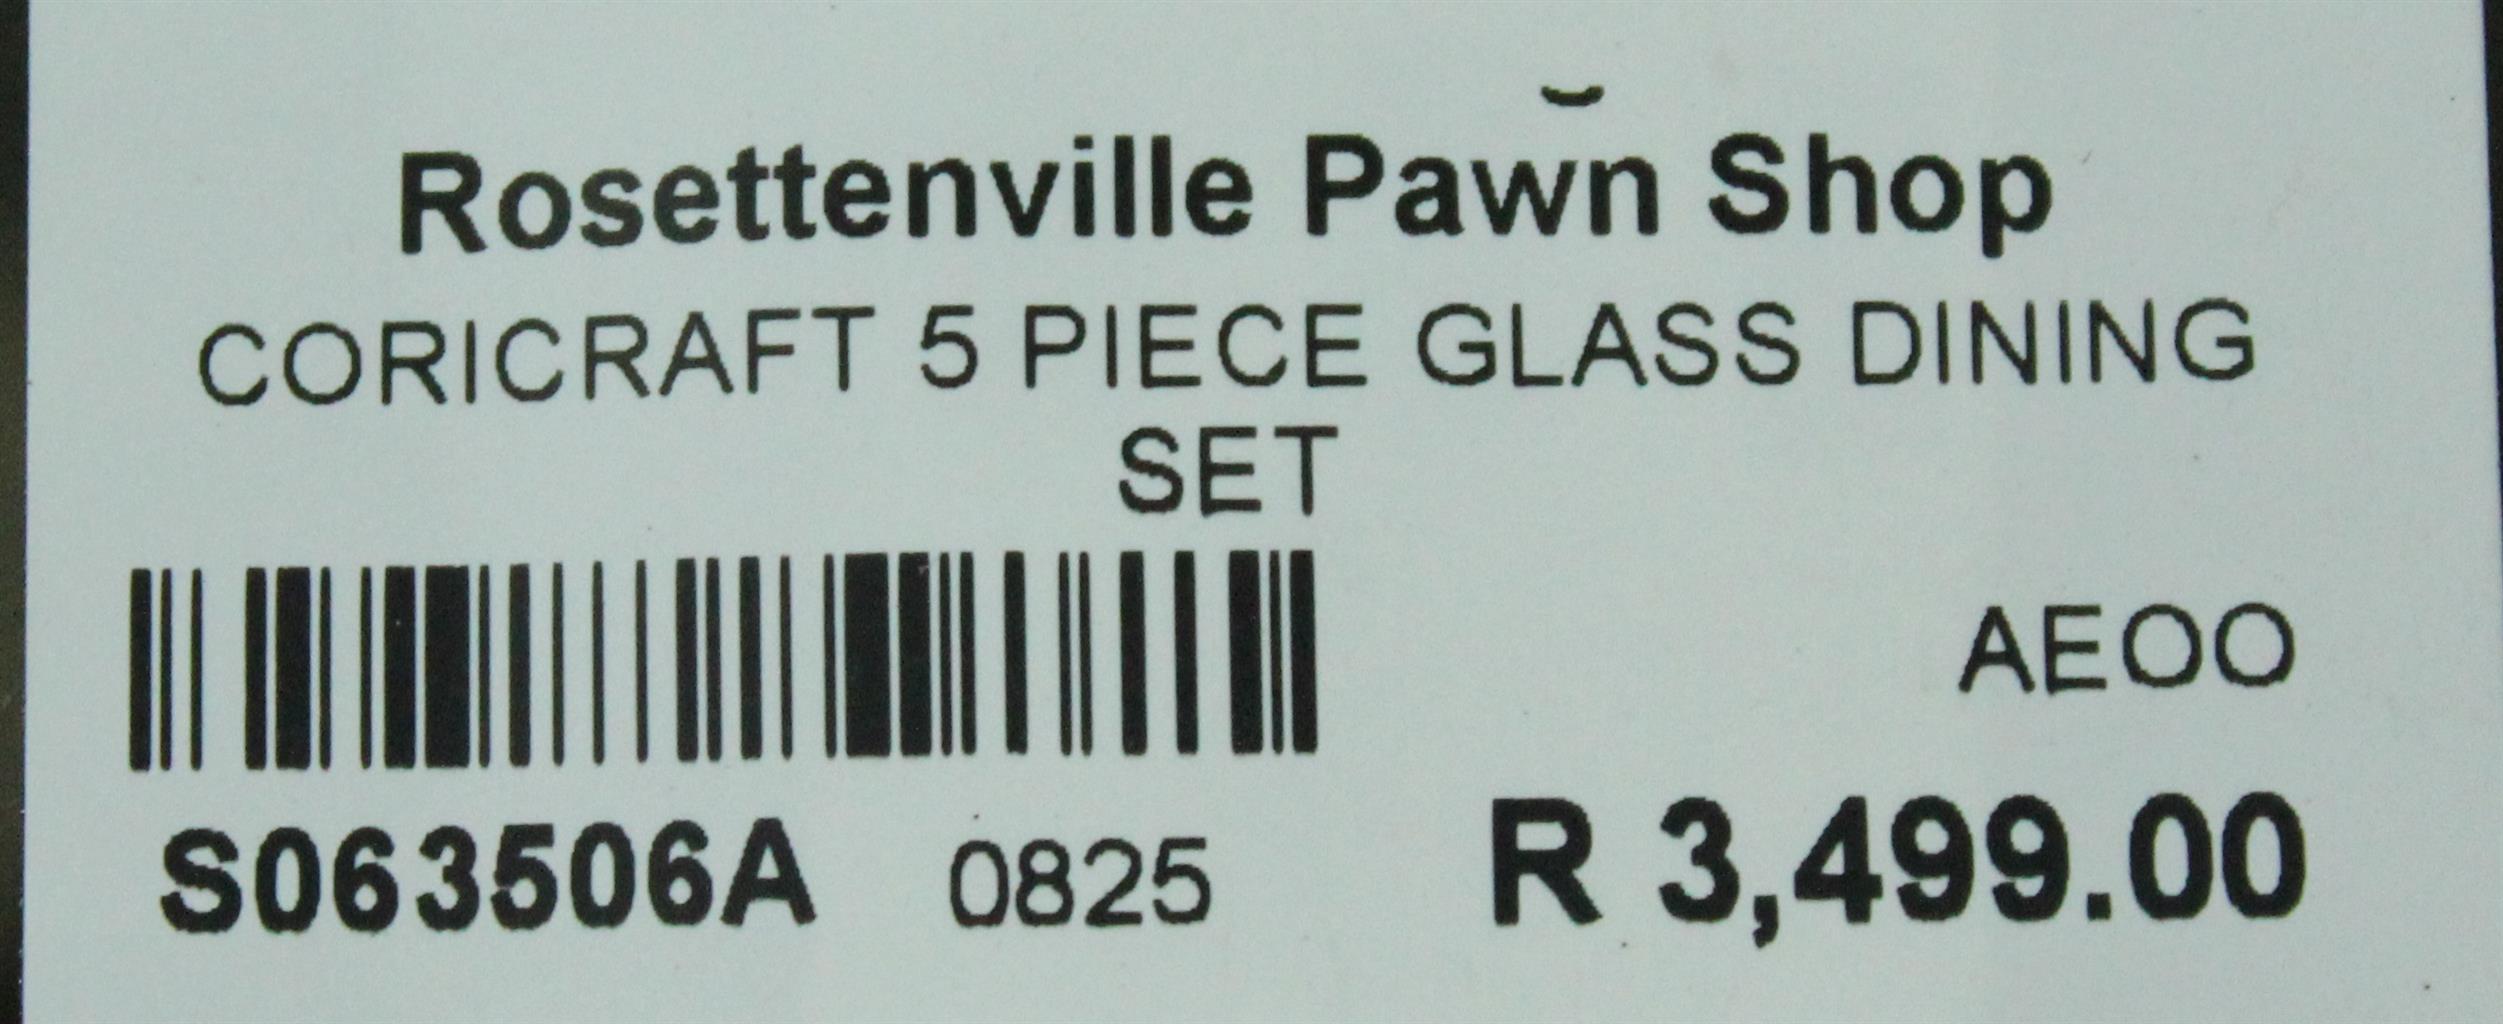 Rosettenville Pawn Shop
CORICRAFT 5 PIECE GLASS DINING
SET
AEOO
S063506A 0825 R 3,499.00